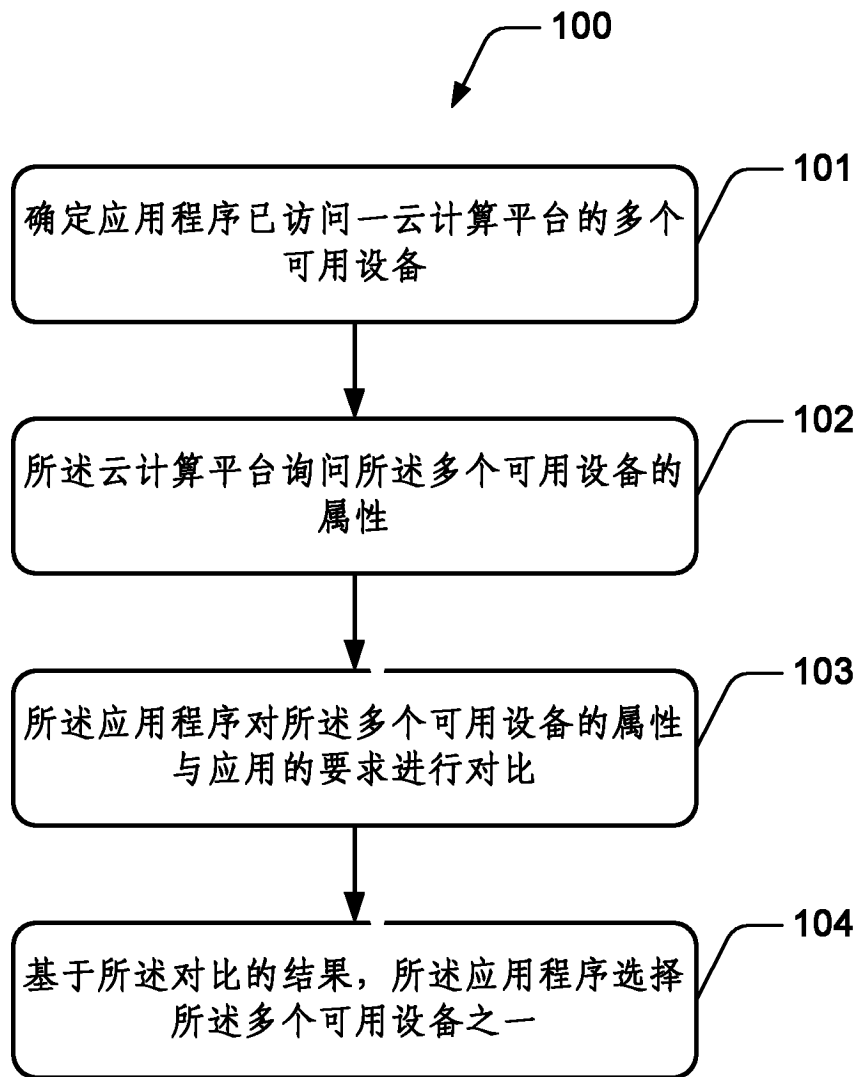 100
101
确定应用程序已访问一云计算平台的多个
可用设备
102
所述云计算平台询问所述多个可用设备的
属性
103
所述应用程序对所述多个可用设备的属性
与应用的要求进行对比
104
基于所述对比的结果，所述应用程序选择
所述多个可用设备之一